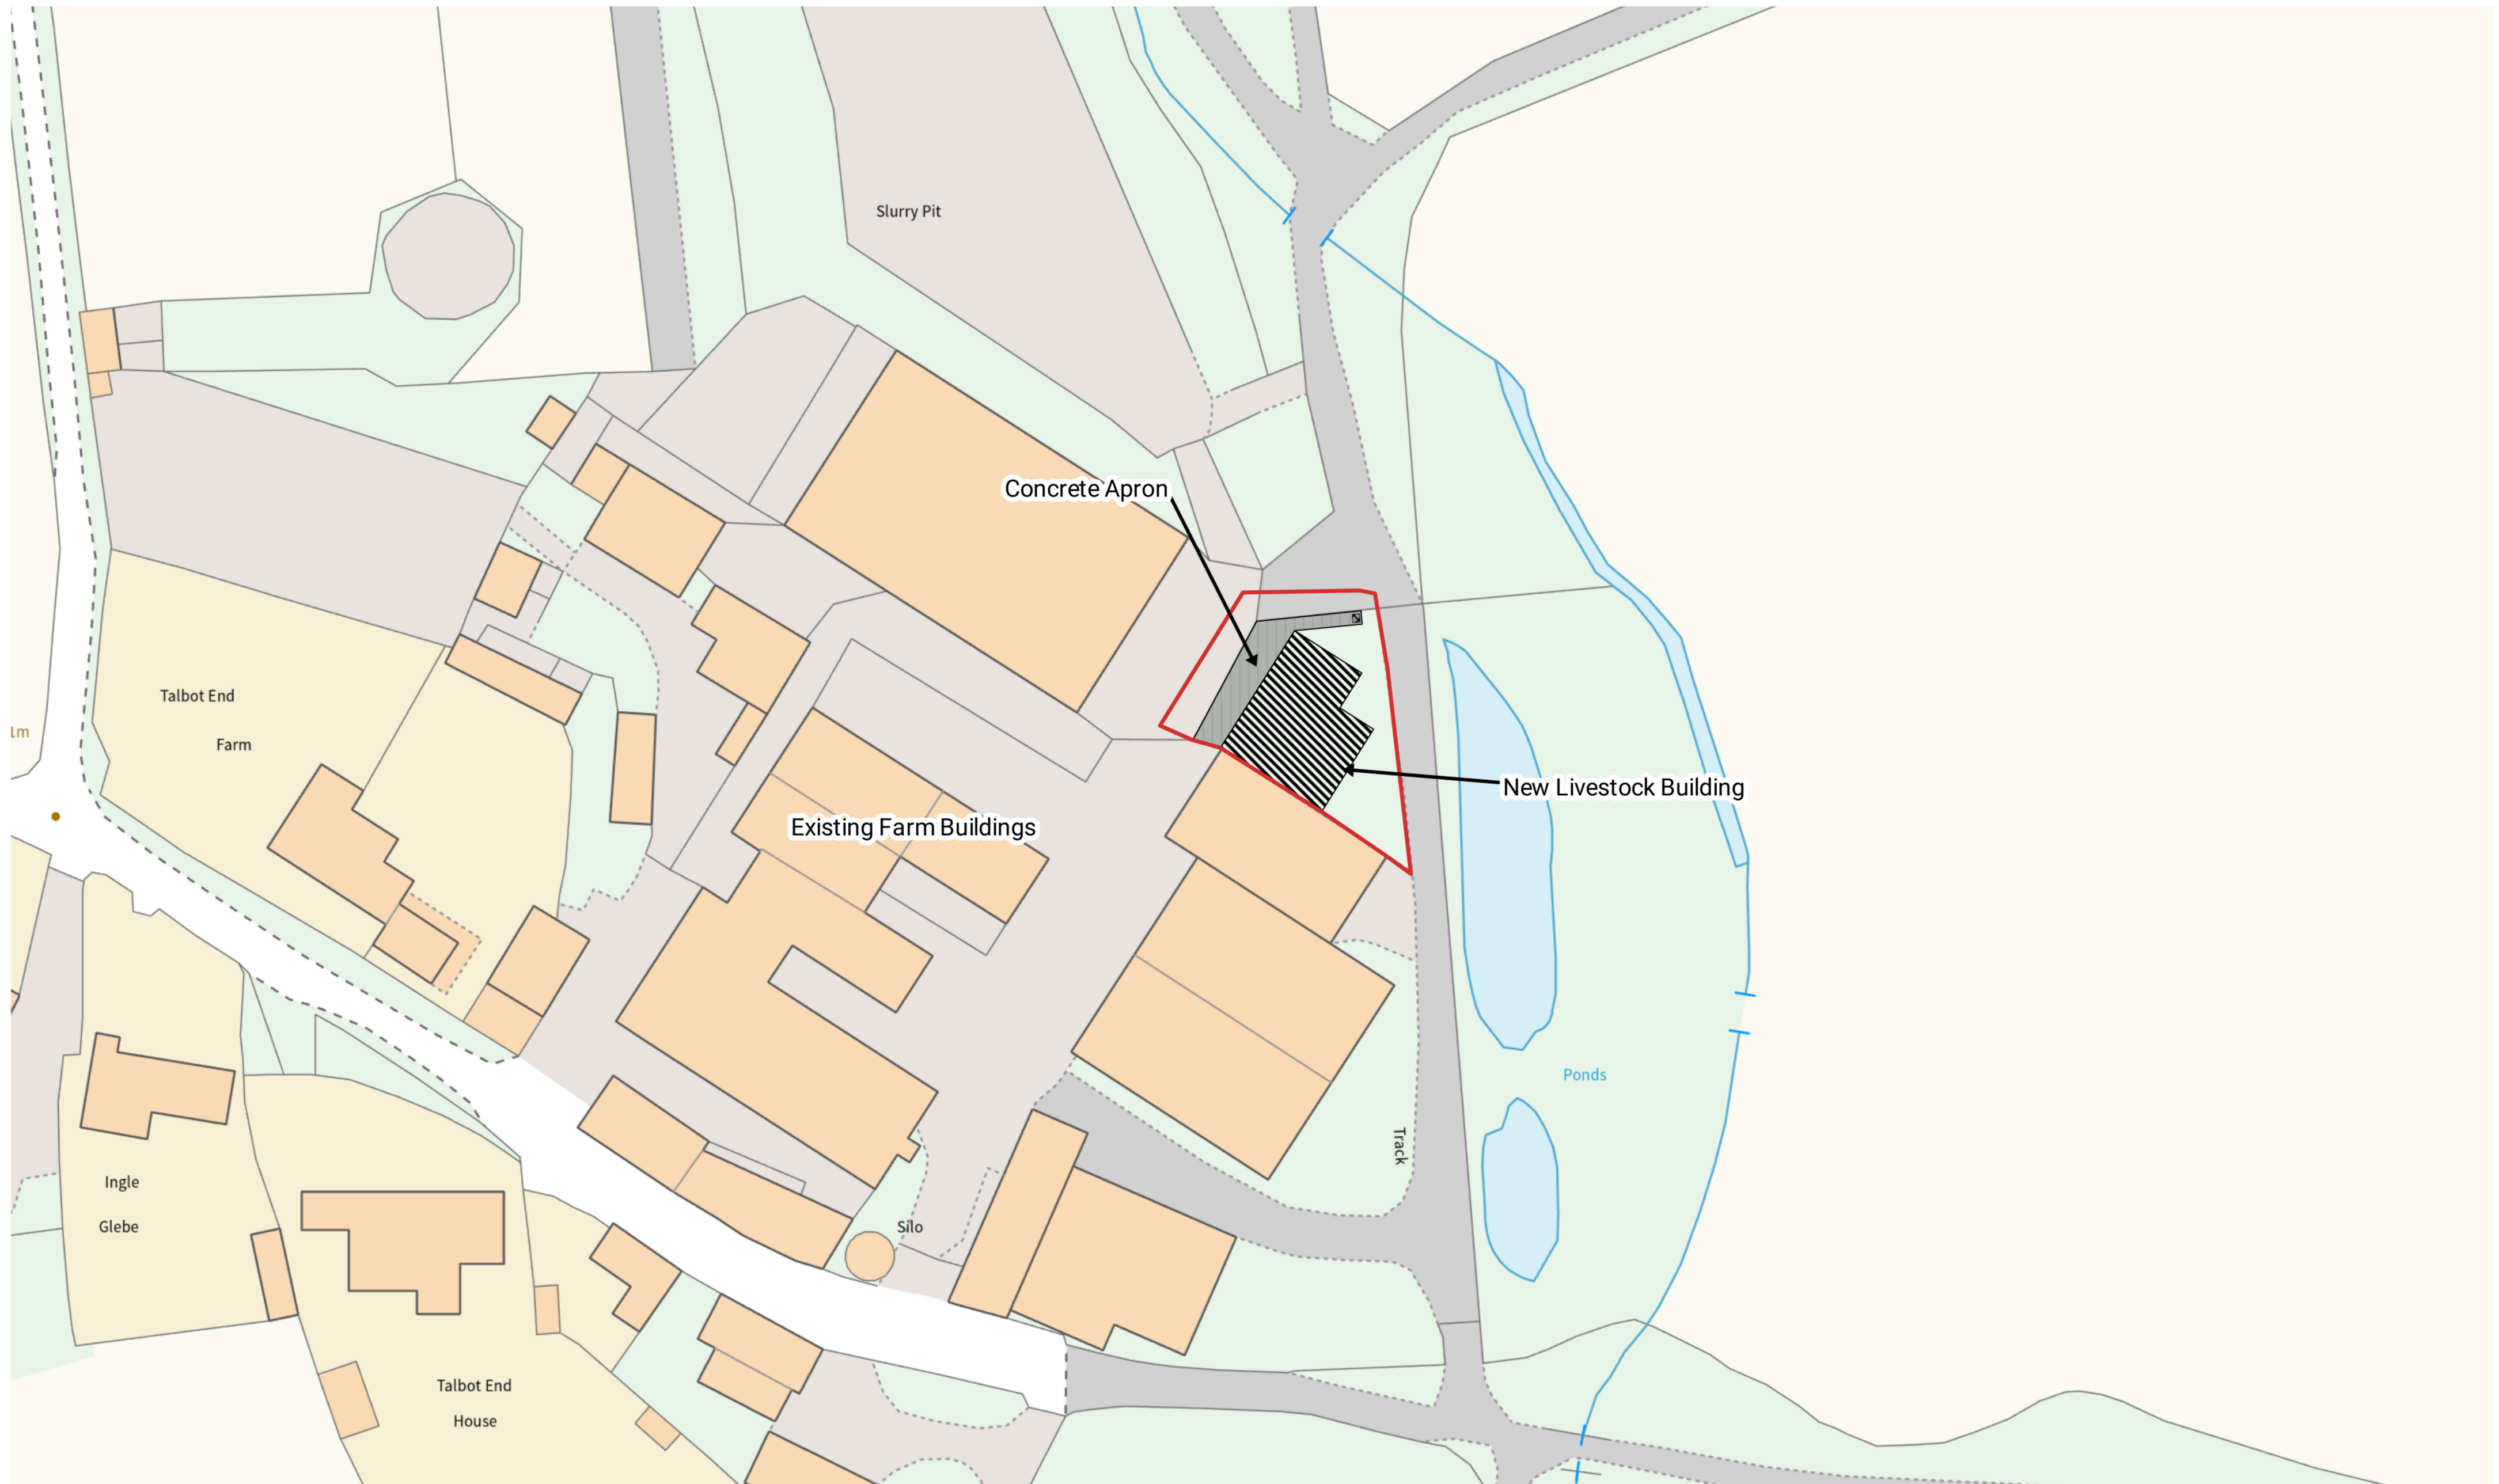 Slurry Pit
Concrete Apron
Talbot End
Farm
1m
New Livestock Building
Existing Farm Buildings
Ponds
Track
Ingle
Glebe
Silo
Talbot End
House